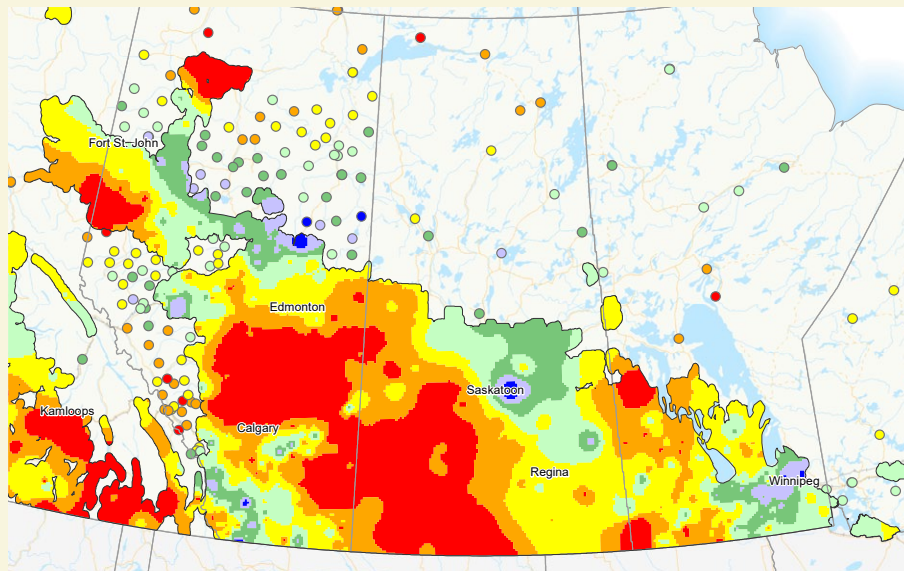 Fort St. John
Edmonton
Saskatoon
Kamloops
Calgary
Regina
Winnipeg